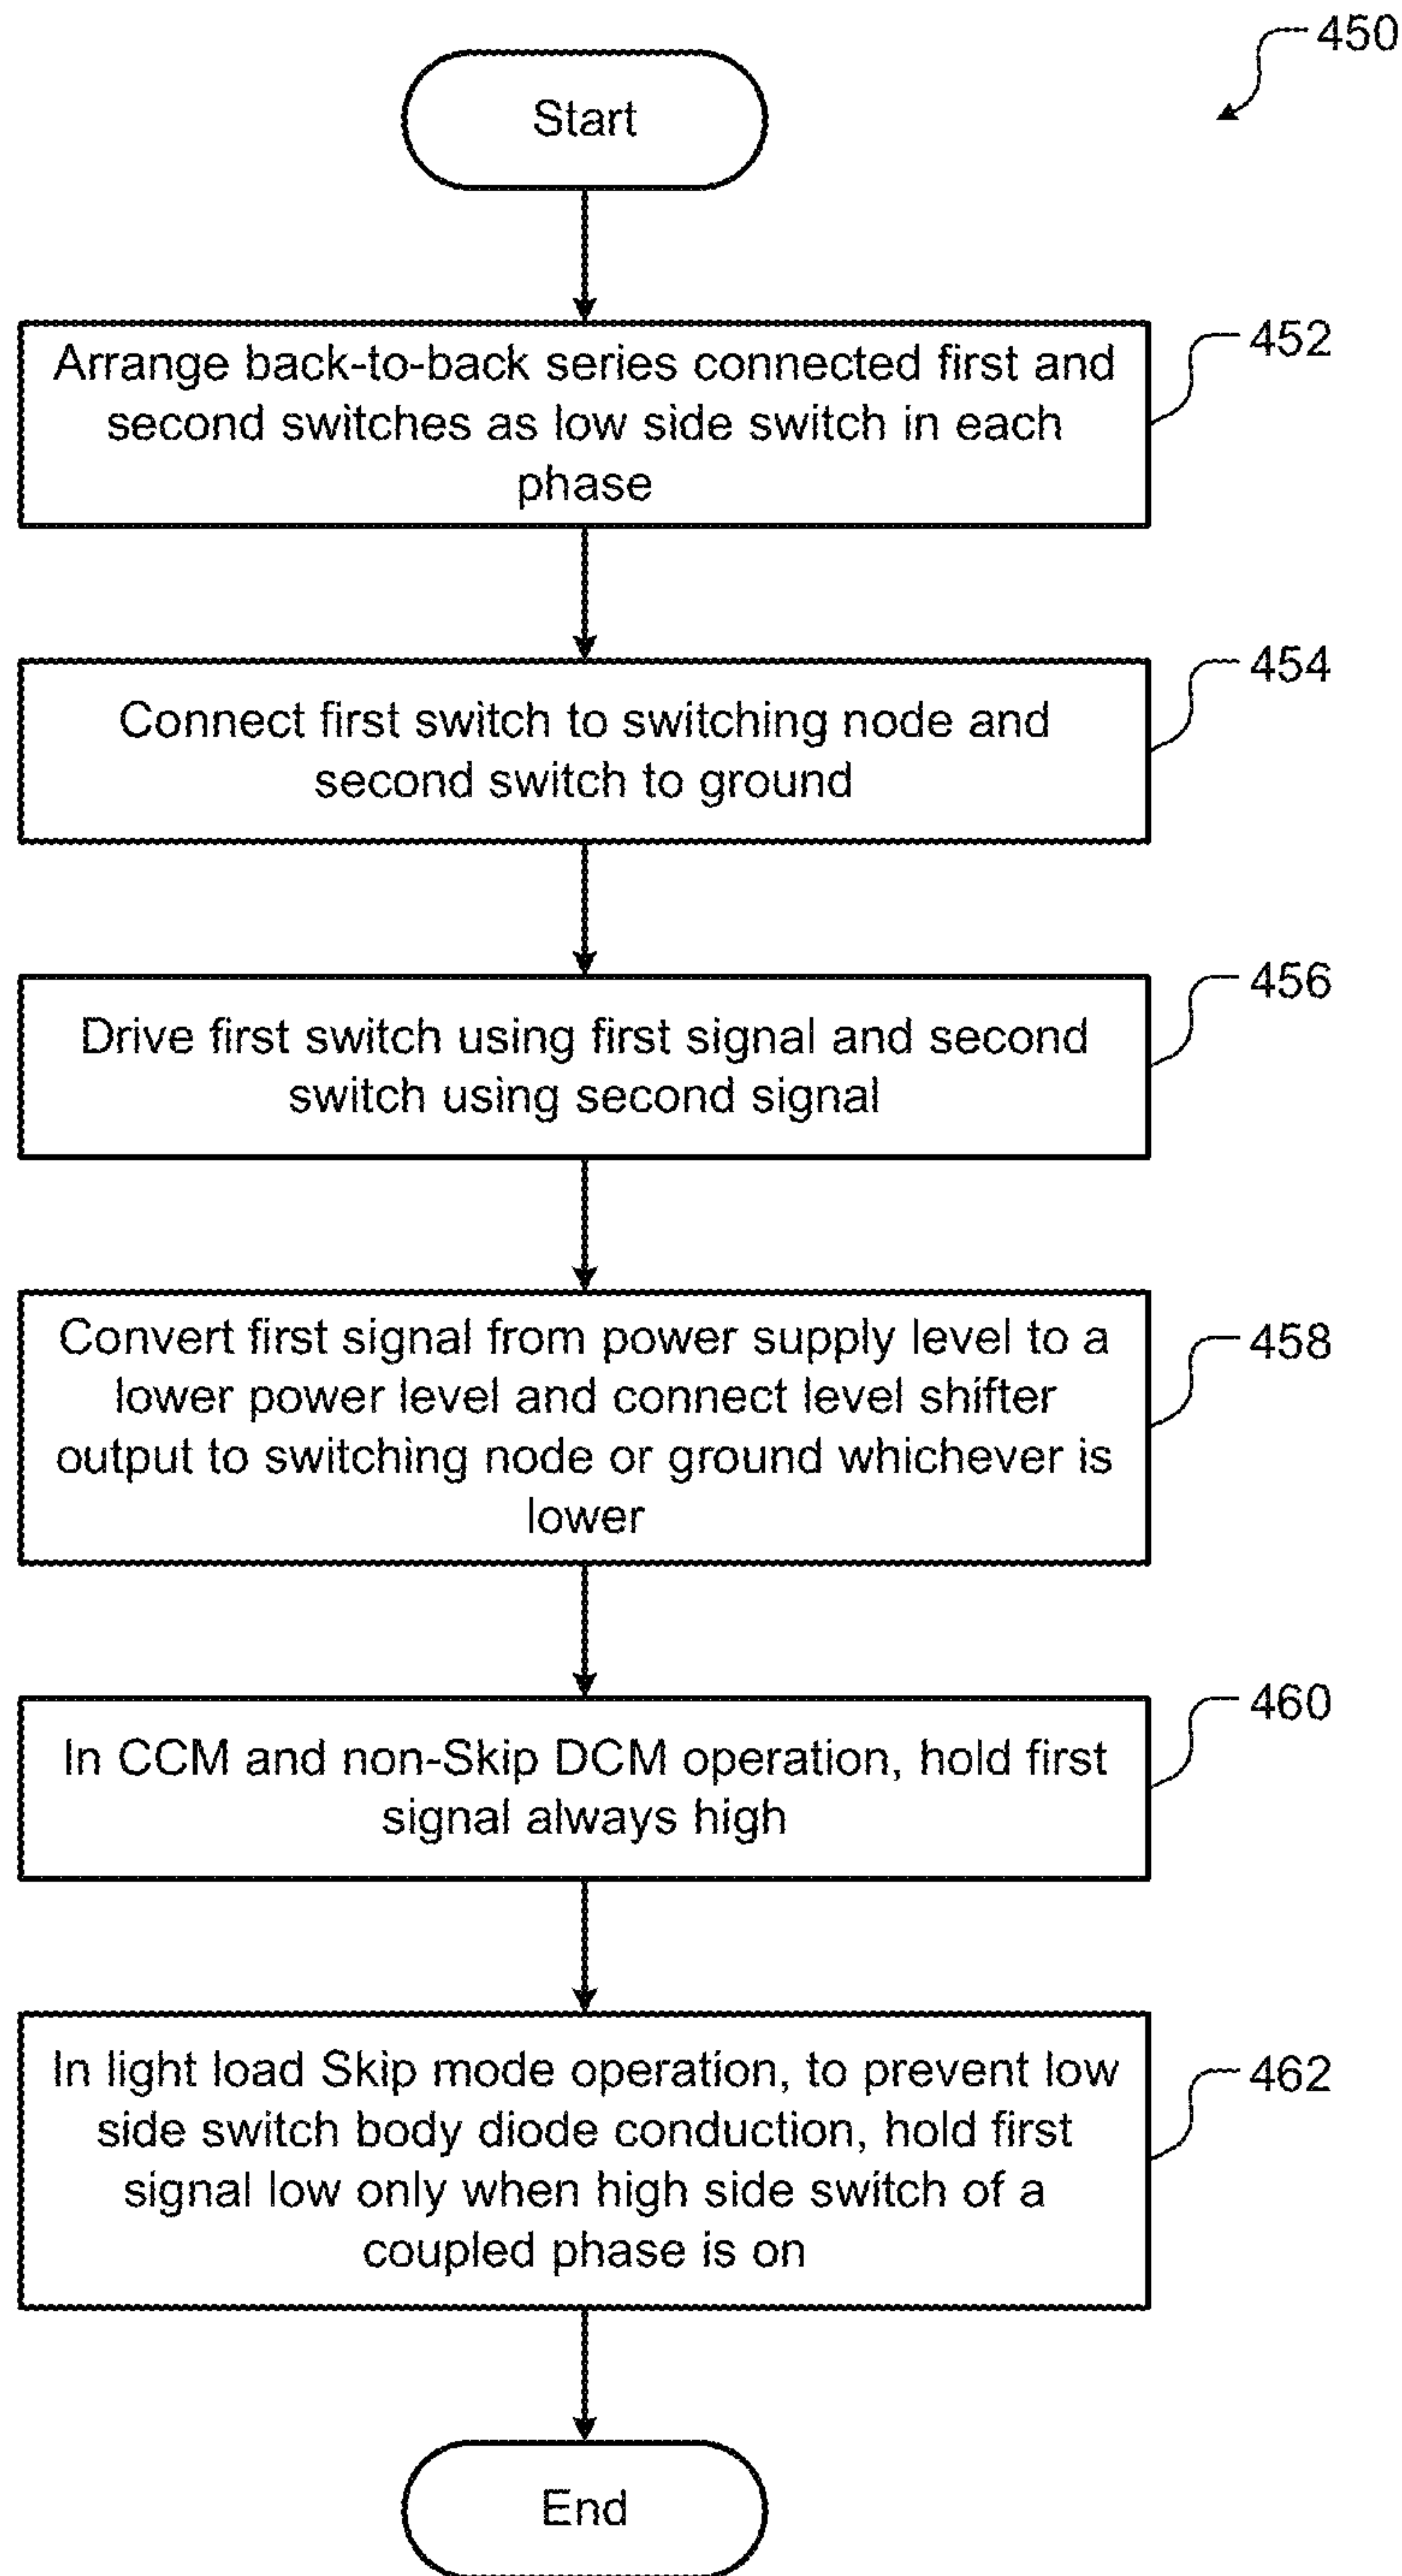 450
Start
Arrange back-to-back series connected first and
second switches as low side switch in each
phase
452
Connect first switch to switching node and
second switch to ground
454
Drive first switch using first signal and second
switch using second signal
456
Convert first signal from power supply level to a
lower power level and connect level shifter
output to switching node or ground whichever is
lower
458
In CCM and non-Skip DCM operation, hold first
signal always high
460
In light load Skip mode operation, to prevent low
side switch body diode conduction, hold first
signal low only when high side switch of a
coupled phase is on
462
End